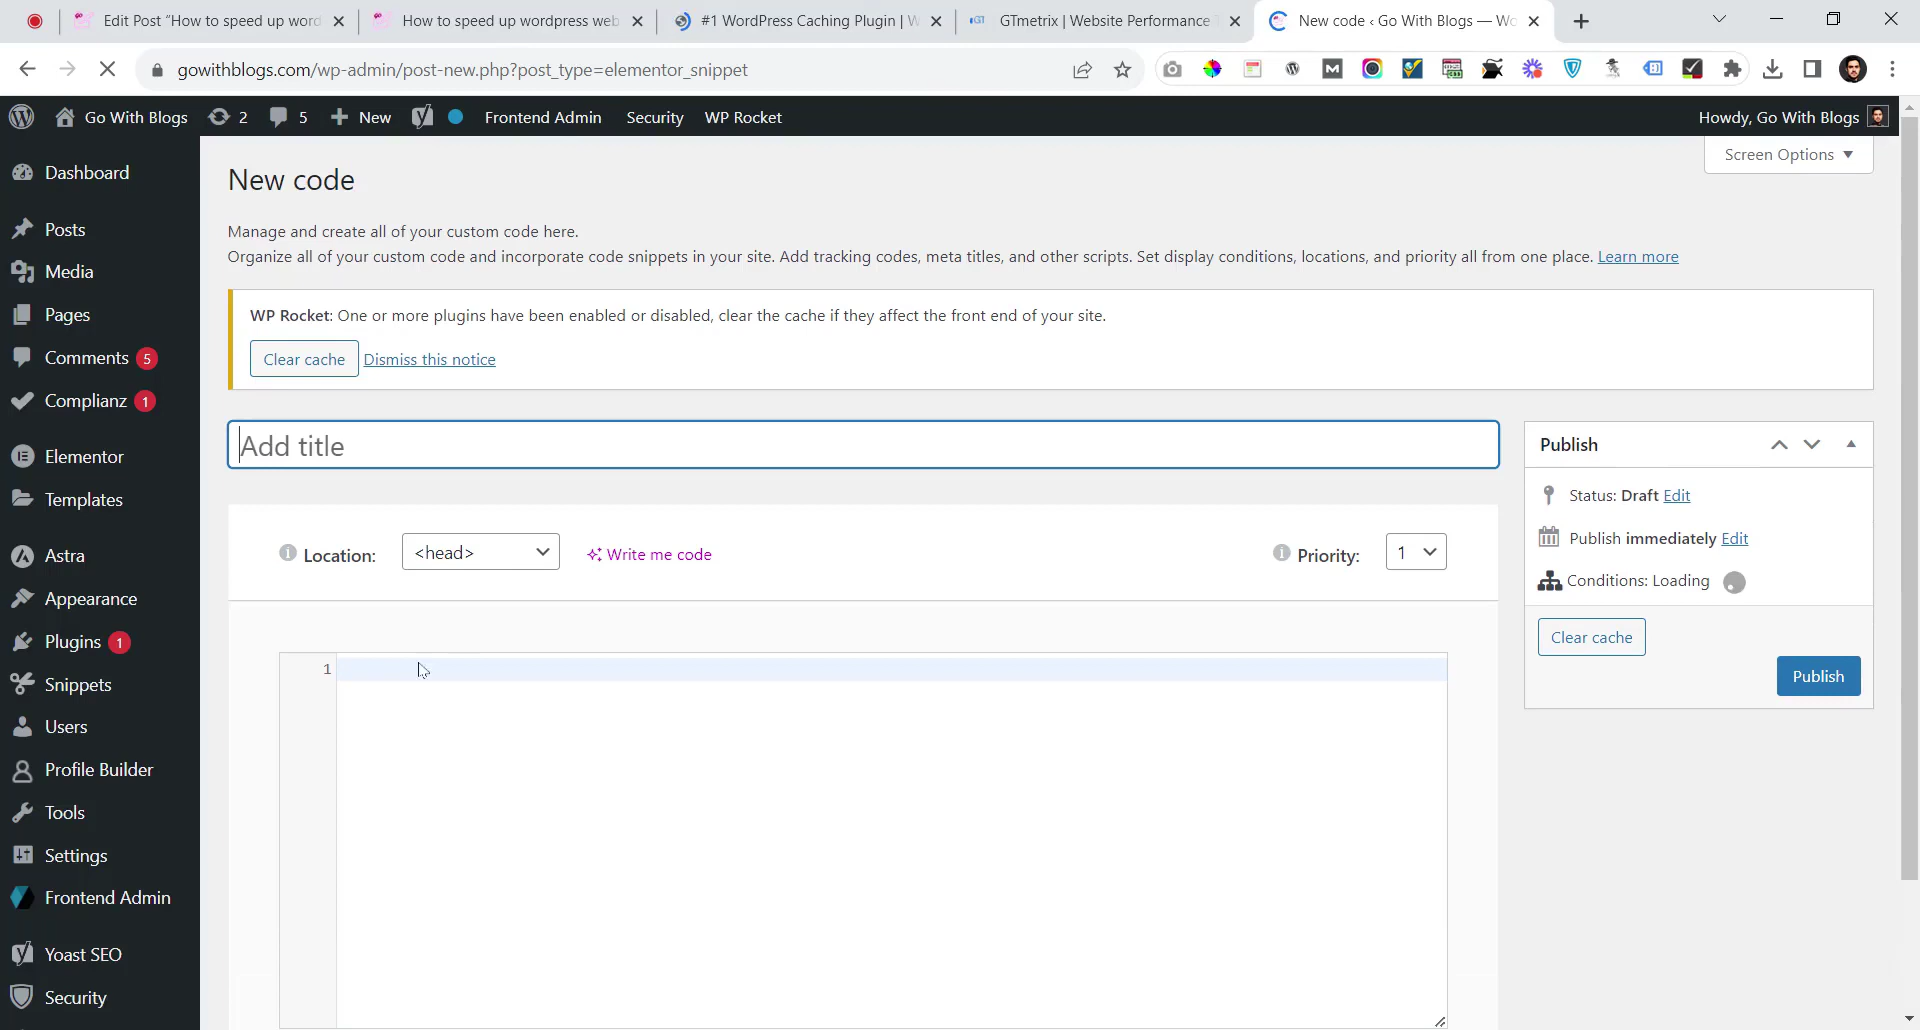 Edit Post "How to speed up word
How to speed up wordpress web
#1 WordPress Caching Plugin | W
GTmetrix | Website Performance T
New code ‹ Go With Blogs — Wo
gowithblogs.com/wp-admin/post-new.php?post_type=elementor_snippet
Go With Blogs
2
5
New
Frontend Admin
Security
WP Rocket
Howdy, Go With Blogs
Screen Options
Dashboard
Posts
Media
Pages
Comments 5
Complianz 1
Elementor
Templates
Astra
Appearance
Plugins 1
Snippets
Users
Profile Builder
Tools
Settings
Frontend Admin
Yoast SEO
Security
New code
Manage and create all of your custom code here.
Organize all of your custom code and incorporate code snippets in your site. Add tracking codes, meta titles, and other scripts. Set display conditions, locations, and priority all from one place. Learn more
WP Rocket: One or more plugins have been enabled or disabled, clear the cache if they affect the front end of your site.
Clear cache Dismiss this notice
Add title
Location: <head> Write me code
Priority: 1
1
Publish
Status: Draft Edit
Publish immediately Edit
Conditions: Loading
Clear cache
Publish